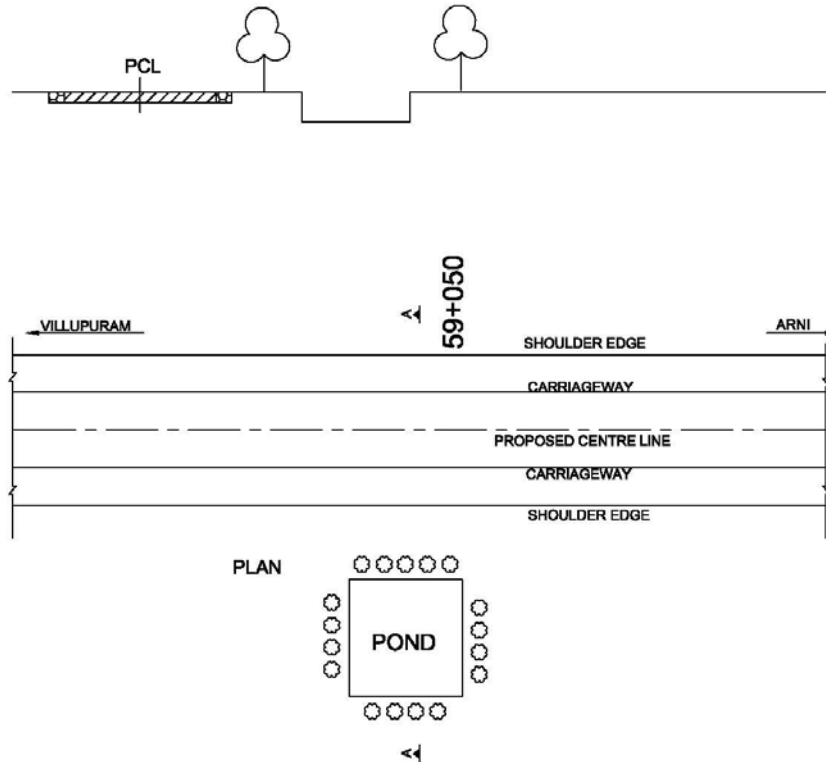 PCL
A
59+050
VILLUPURAM
ARNI
SHOULDER EDGE
CARRIAGEWAY
PROPOSED CENTRE LINE
CARRIAGEWAY
SHOULDER EDGE
PLAN
POND
A